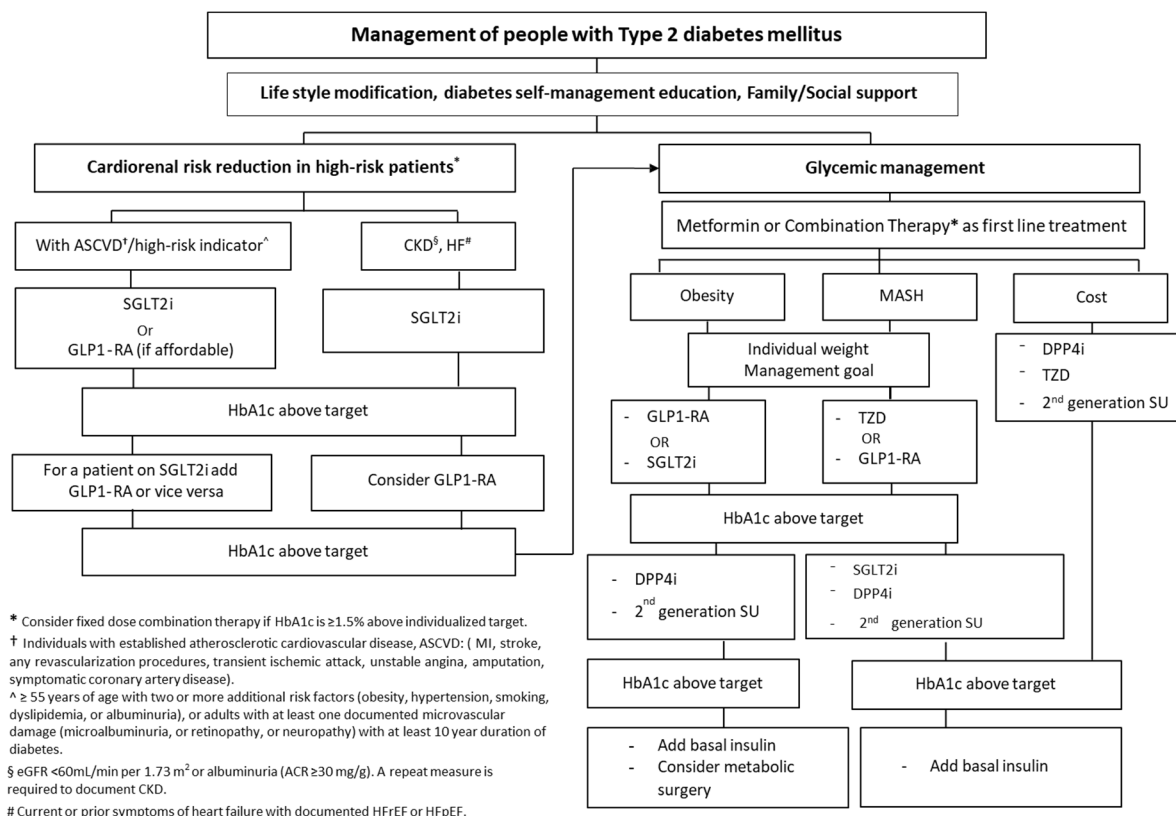 Management of people with Type 2 diabetes mellitus
Life style modification, diabetes self-management education, Family/Social support
Cardiorenal risk reduction in high-risk patients*
With ASCVD†/high-risk indicator^
CKD§, HF#
SGLT2i
Or
GLP1-RA (if affordable)
SGLT2i
HbA1c above target
For a patient on SGLT2i add
GLP1-RA or vice versa
Consider GLP1-RA
HbA1c above target
Glycemic management
Metformin or Combination Therapy* as first line treatment
Obesity
MASH
Cost
Individual weight
Management goal
- DPP4i
- TZD
- 2nd generation SU
- GLP1-RA
OR
- SGLT2i
- TZD
OR
- GLP1-RA
HbA1c above target
- DPP4i
- 2nd generation SU
- SGLT2i
- DPP4i
- 2nd generation SU
HbA1c above target
HbA1c above target
- Add basal insulin
- Consider metabolic
surgery
- Add basal insulin
* Consider fixed dose combination therapy if HbA1c is ≥1.5% above individualized target.
† Individuals with established atherosclerotic cardiovascular disease, ASCVD: ( MI, stroke,
any revascularization procedures, transient ischemic attack, unstable angina, amputation,
symptomatic coronary artery disease).
^ ≥ 55 years of age with two or more additional risk factors (obesity, hypertension, smoking,
dyslipidemia, or albuminuria), or adults with at least one documented microvascular
damage (microalbuminuria, or retinopathy, or neuropathy) with at least 10 year duration of
diabetes.
§ eGFR <60mL/min per 1.73 m² or albuminuria (ACR ≥30 mg/g). A repeat measure is
required to document CKD.
# Current or prior symptoms of heart failure with documented HFrEF or HFpEF.